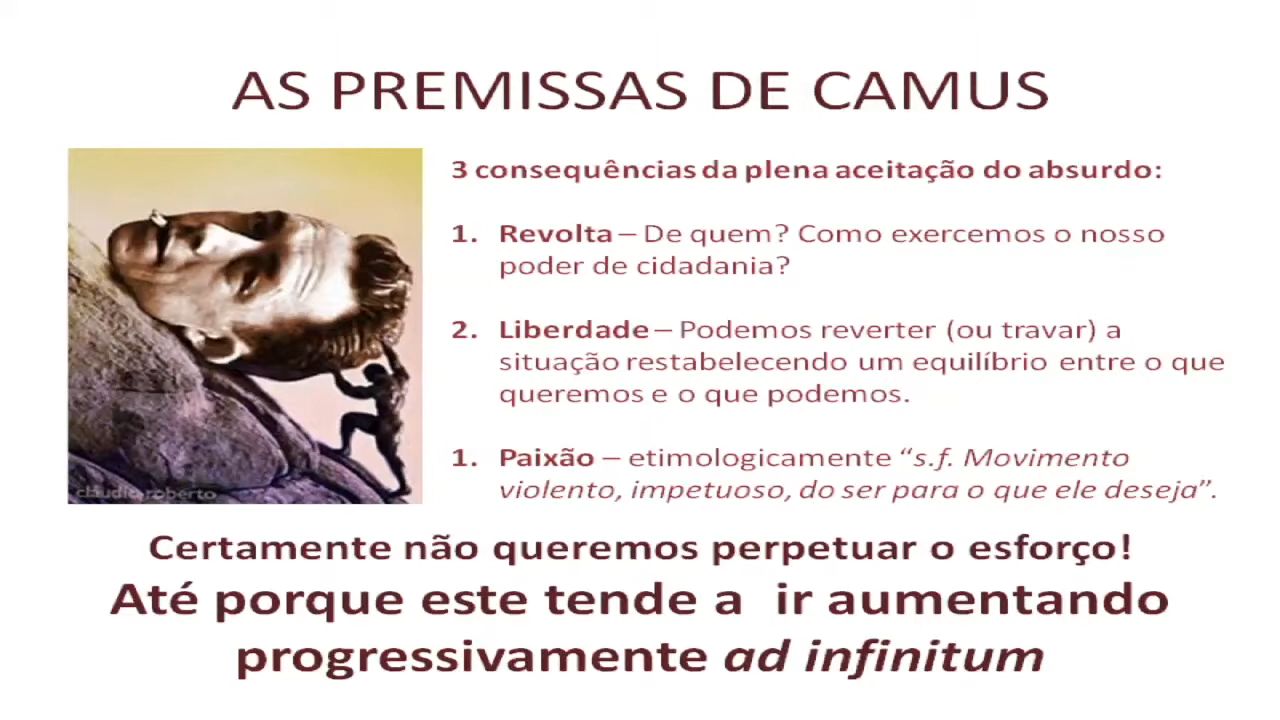 AS PREMISSAS DE CAMUS
3 consequências da plena aceitação do absurdo:
1. Revolta – De quem? Como exercemos o nosso
poder de cidadania?
2. Liberdade – Podemos reverter (ou travar) a
situação restabelecendo um equilíbrio entre o que
queremos e o que podemos.
1. Paixão – etimologicamente “s.f. Movimento
violento, impetuoso, do ser para o que ele deseja”.
claudio roberto
Certamente não queremos perpetuar o esforço!
Até porque este tende a ir aumentando
progressivamente ad infinitum